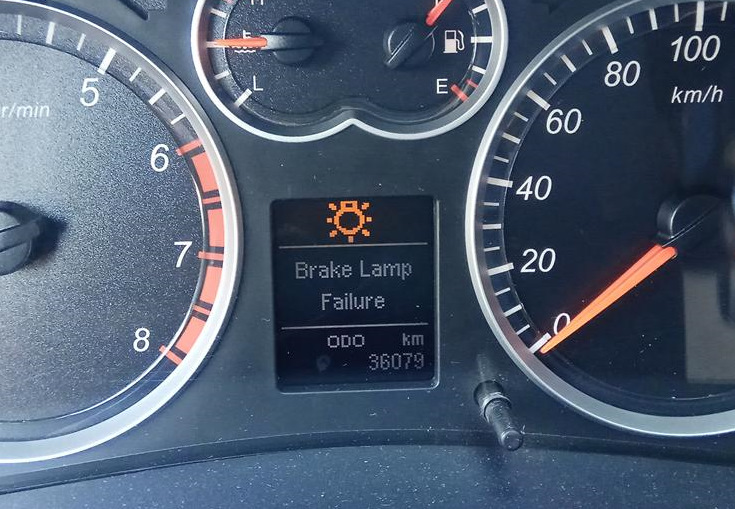 H
L
E
5
r/min
6
7
8
100
80
km/h
60
40
20
0
Brake Lamp
Failure
ODO km
36079